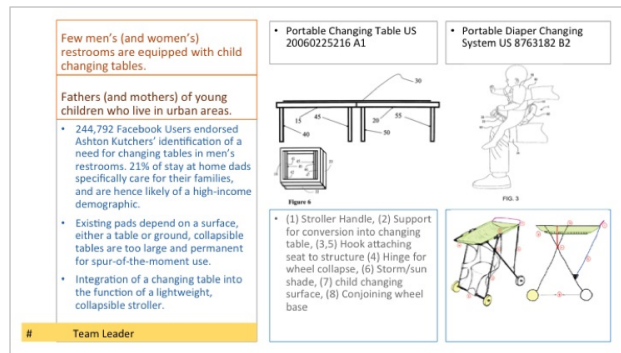 Few men's (and women's)
restrooms are equipped with child
changing tables.
Fathers (and mothers) of young
children who live in urban areas.
• 244,792 Facebook Users endorsed
Ashton Kutchers' identification of a
need for changing tables in men's
restrooms. 21% of stay at home dads
specifically care for their families,
and are hence likely of a high-income
demographic.
• Existing pads depend on a surface,
either a table or ground, collapsible
tables are too large and permanent
for spur-of-the-moment use.
• Integration of a changing table into
the function of a lightweight,
collapsible stroller.
# Team Leader
• Portable Changing Table US
20060225216 A1
30
15 45 20 55
40 50
Figure 6
• (1) Stroller Handle, (2) Support
for conversion into changing
table, (3,5) Hook attaching
seat to structure (4) Hinge for
wheel collapse, (6) Storm/sun
shade, (7) child changing
surface, (8) Conjoining wheel
base
• Portable Diaper Changing
System US 8763182 B2
FIG. 3